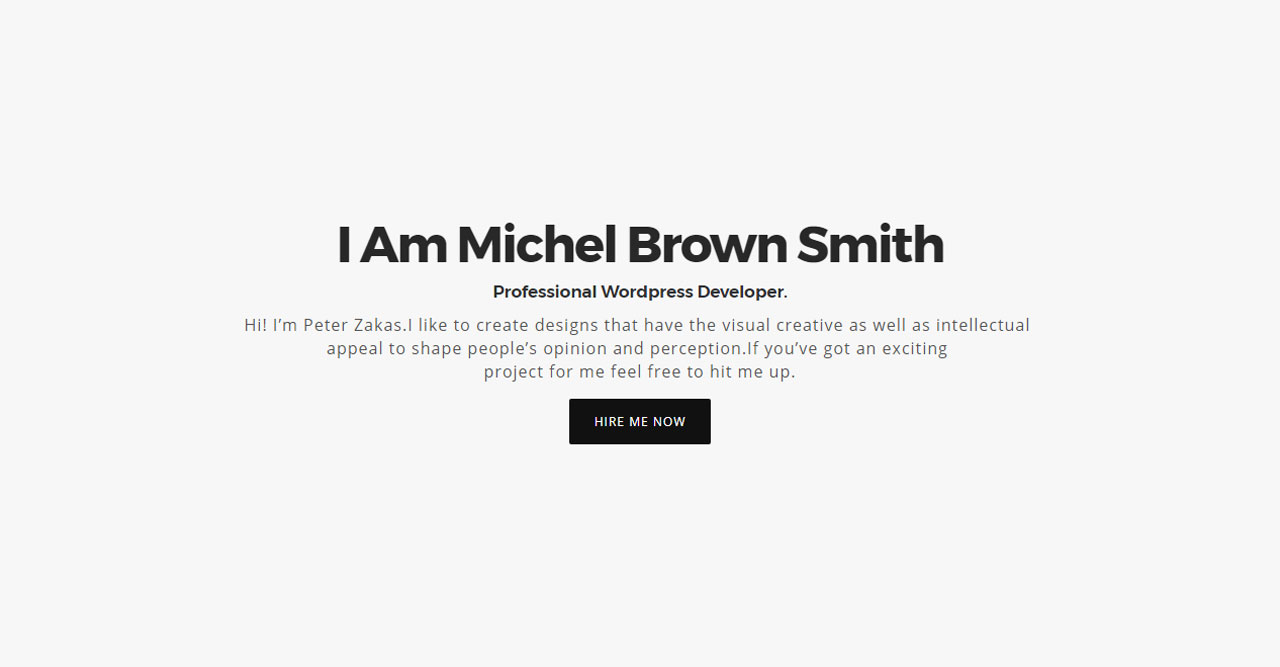 I Am Michel Brown Smith
Professional Wordpress Developer.
Hi! I’m Peter Zakas.I like to create designs that have the visual creative as well as intellectual
appeal to shape people’s opinion and perception.If you’ve got an exciting
project for me feel free to hit me up.
HIRE ME NOW